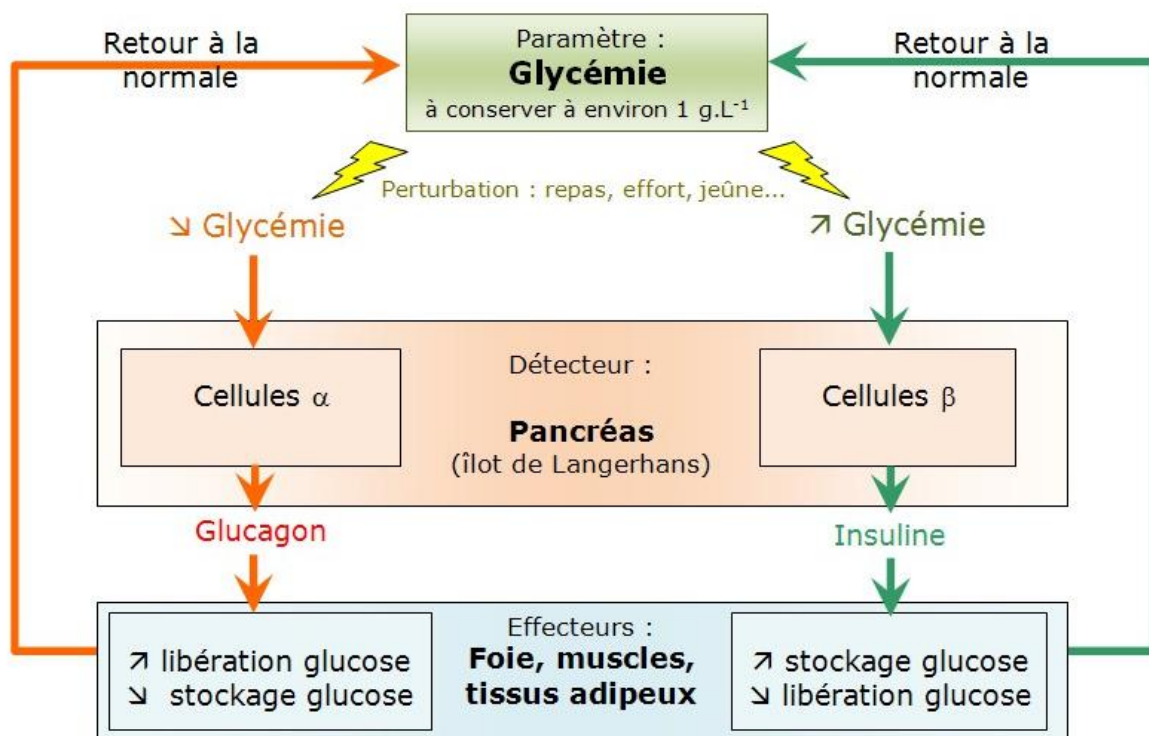 Retour à la
normale
Paramètre :
Glycémie
à conserver à environ 1 g.L⁻¹
Retour à la
normale
Perturbation : repas, effort, jeûne...
↘ Glycémie
↗ Glycémie
Cellules α
Détecteur :
Pancréas
(îlot de Langerhans)
Cellules β
Glucagon
Insuline
↗ libération glucose
↘ stockage glucose
Effecteurs :
Foie, muscles,
tissus adipeux
↗ stockage glucose
↘ libération glucose